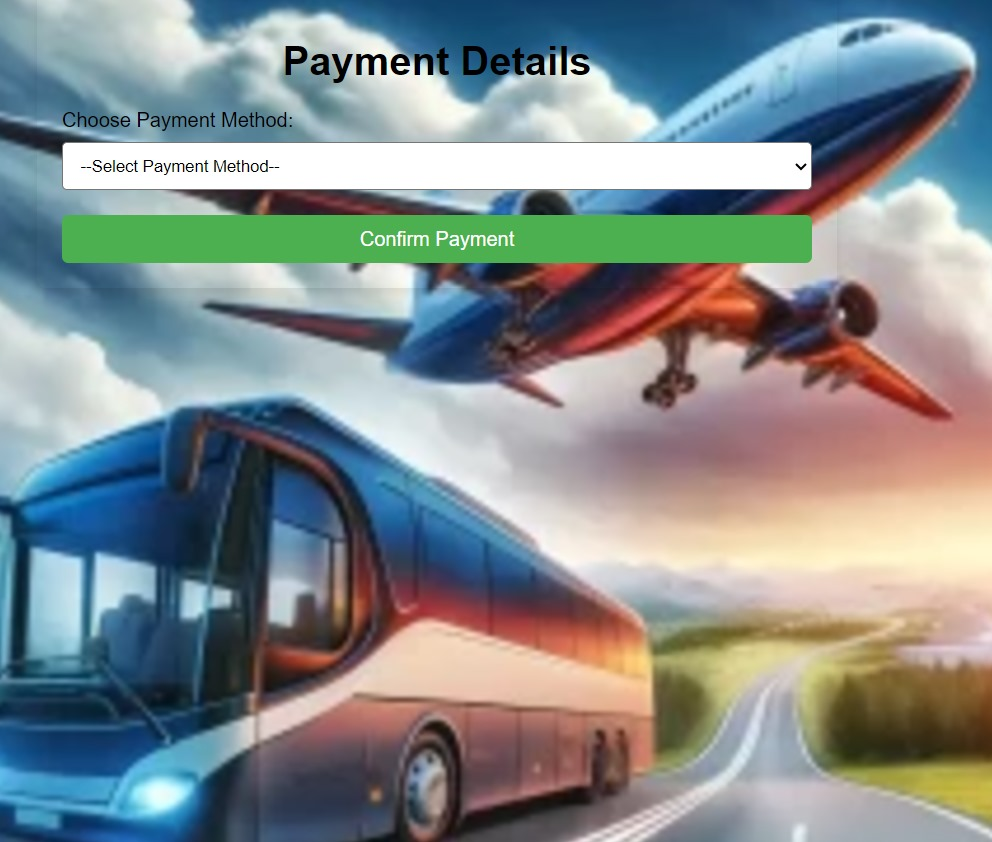 Payment Details
Choose Payment Method:
--Select Payment Method--
Confirm Payment